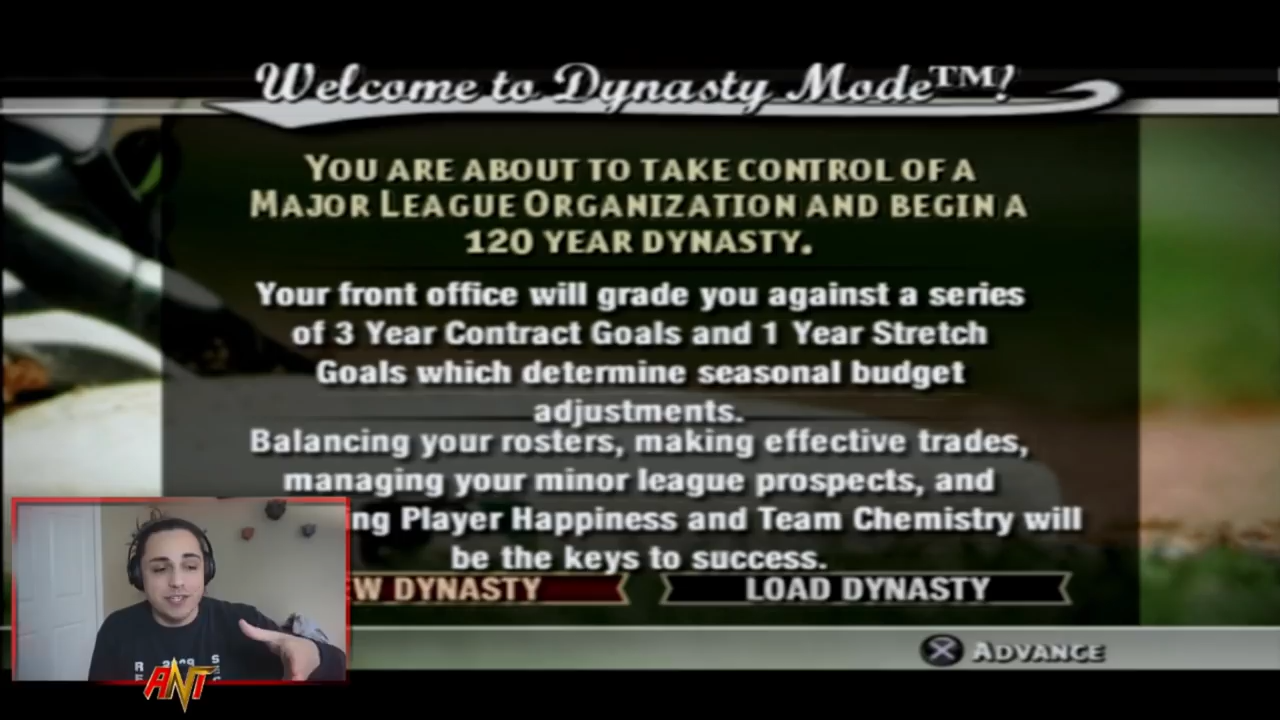 Welcome to Dynasty Mode™!
YOU ARE ABOUT TO TAKE CONTROL OF A
MAJOR LEAGUE ORGANIZATION AND BEGIN A
120 YEAR DYNASTY.
Your front office will grade you against a series
of 3 Year Contract Goals and 1 Year Stretch
Goals which determine seasonal budget
adjustments.
Balancing your rosters, making effective trades,
managing your minor league prospects, and
ng Player Happiness and Team Chemistry will
be the keys to success.
EW DYNASTY
LOAD DYNASTY
ADVANCE
ANT